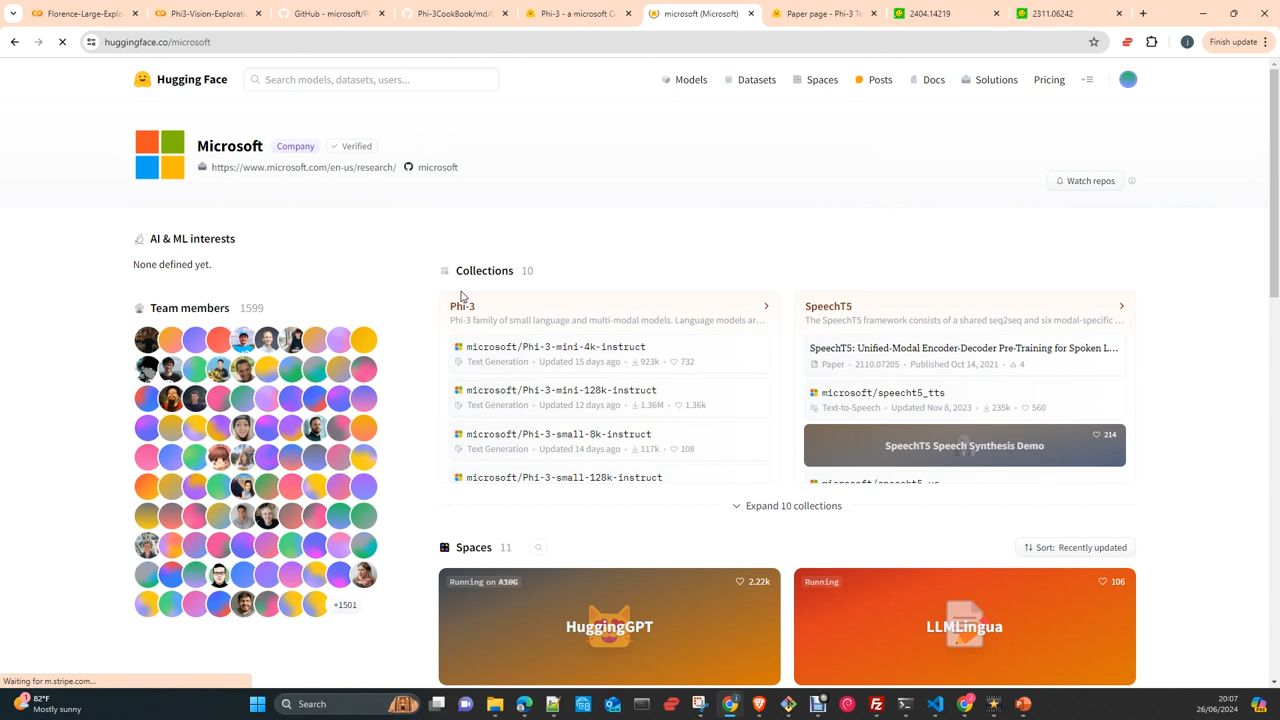 Florence-Large-Explorat
Phi3-Vision-Exploratio
GitHub - microsoft/P
Phi3CookBook/md/
Phi-3 - a microsoft C
microsoft (Microsoft)
Paper page - Phi-3 Te
2404.14219
2311.06242
huggingface.co/microsoft
Finish update
Hugging Face
Search models, datasets, users...
Models
Datasets
Spaces
Posts
Docs
Solutions
Pricing
Microsoft
Company
Verified
https://www.microsoft.com/en-us/research/
microsoft
Watch repos
AI & ML interests
None defined yet.
Team members 1599
+1501
Collections 10
Phi-3
Phi-3 family of small language and multi-modal models. Language models ar...
microsoft/Phi-3-mini-4k-instruct
Text Generation • Updated 15 days ago • 923k • 732
microsoft/Phi-3-mini-128k-instruct
Text Generation • Updated 12 days ago • 1.36M • 1.36k
microsoft/Phi-3-small-8k-instruct
Text Generation • Updated 14 days ago • 117k • 108
microsoft/Phi-3-small-128k-instruct
SpeechT5
The SpeechT5 framework consists of a shared seq2seq and six modal-specific ...
SpeechT5: Unified-Modal Encoder-Decoder Pre-Training for Spoken L...
Paper • 2110.07205 • Published Oct 14, 2021 • 4
microsoft/speecht5_tts
Text-to-Speech • Updated Nov 8, 2023 • 235k • 560
214
SpeechT5 Speech Synthesis Demo
Expand 10 collections
Spaces 11
Sort: Recently updated
Running on A10G
2.22k
HuggingGPT
Running
106
LLMLingua
Waiting for m.stripe.com...
82°F
Mostly sunny
Search
20:07
26/06/2024